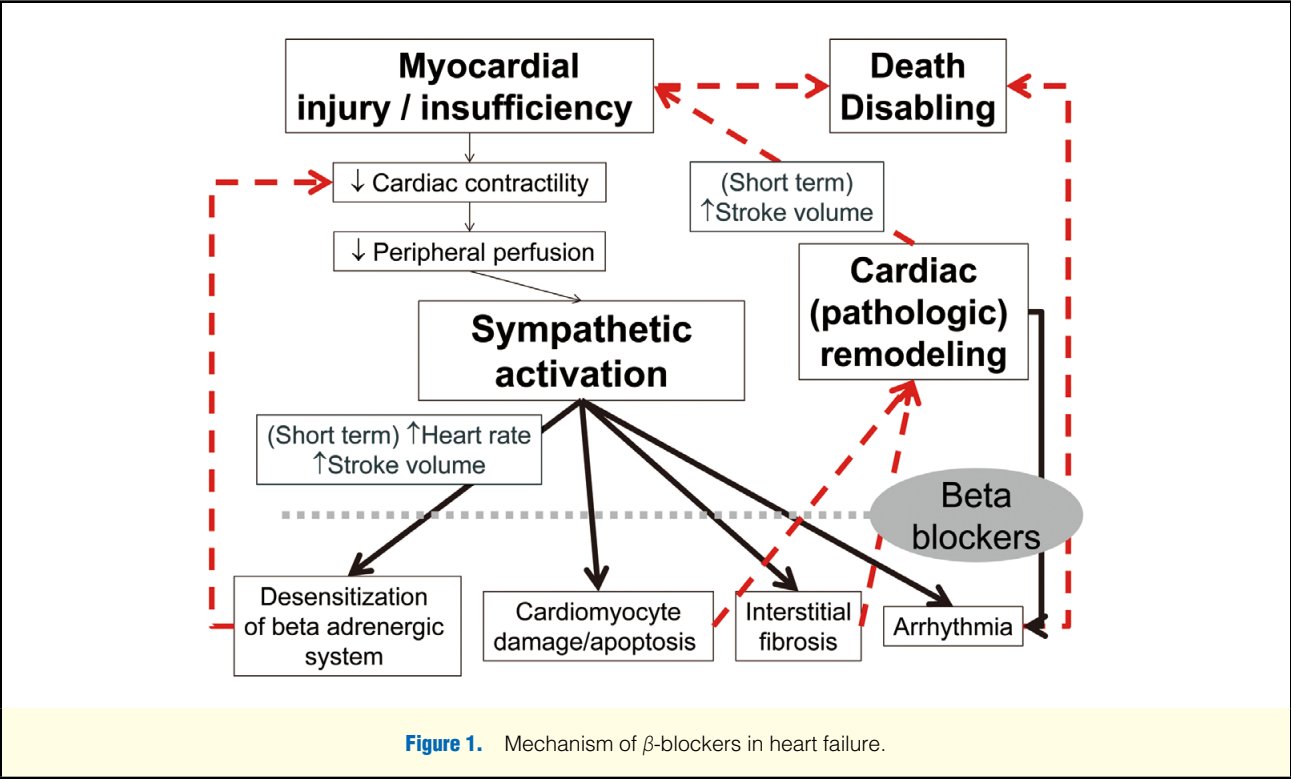 Myocardial
injury / insufficiency
Death
Disabling
↓ Cardiac contractility
(Short term)
↑Stroke volume
↓ Peripheral perfusion
Cardiac
(pathologic)
remodeling
Sympathetic
activation
(Short term) ↑Heart rate
↑Stroke volume
Beta
blockers
Desensitization
of beta adrenergic
system
Cardiomyocyte
damage/apoptosis
Interstitial
fibrosis
Arrhythmia
Figure 1. Mechanism of β-blockers in heart failure.